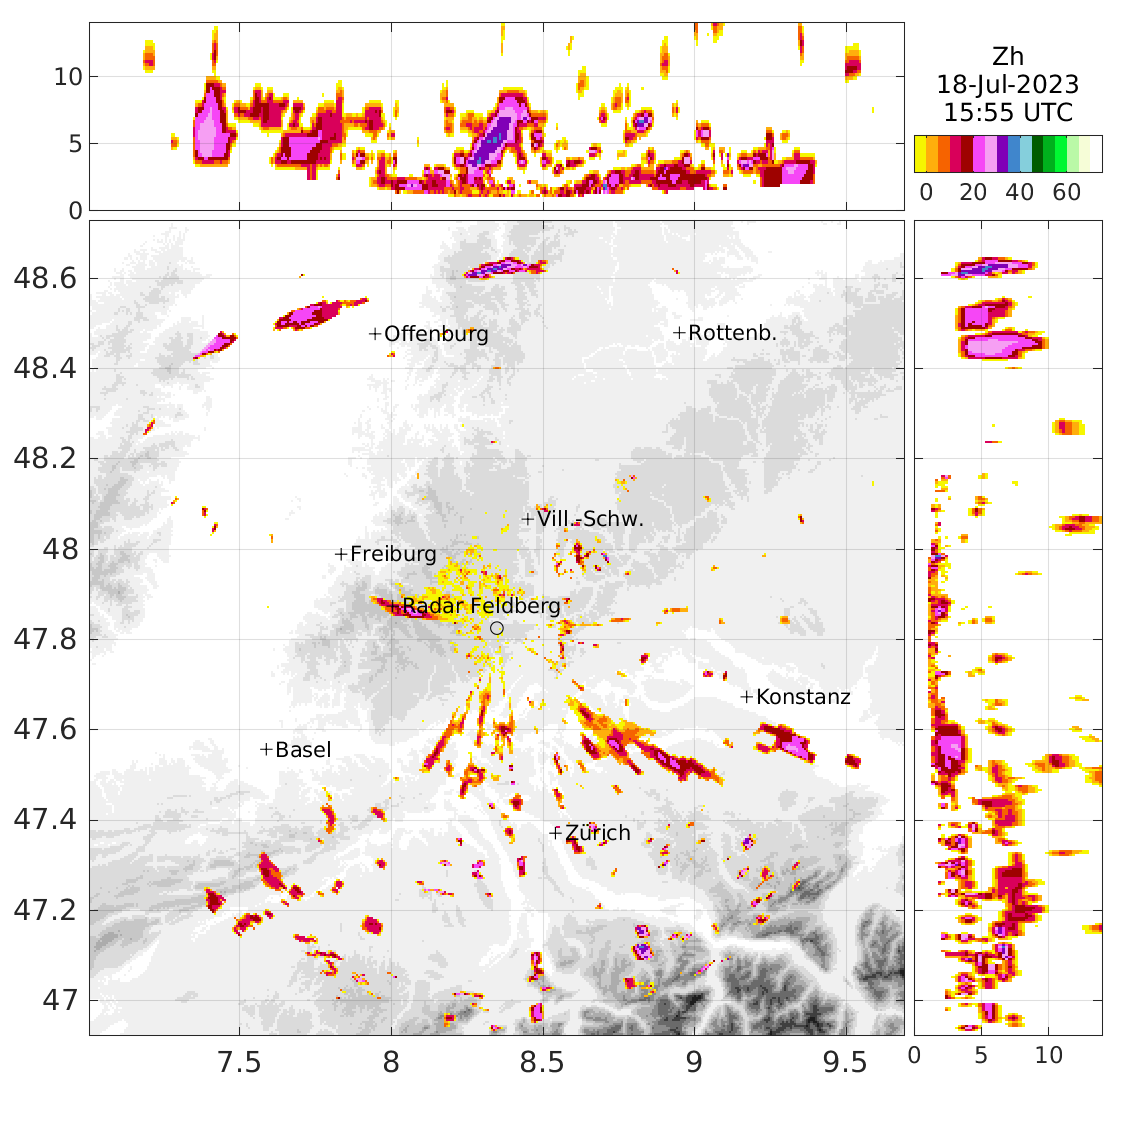 Zh
18-Jul-2023
15:55 UTC
0 20 40 60
10
5
0
48.6
48.4
48.2
48
47.8
47.6
47.4
47.2
47
+Offenburg
+Rottenb.
+Vill.-Schw.
+Freiburg
+Radar Feldberg
+Konstanz
+Basel
+Zürich
7.5 8 8.5 9 9.5
0 5 10